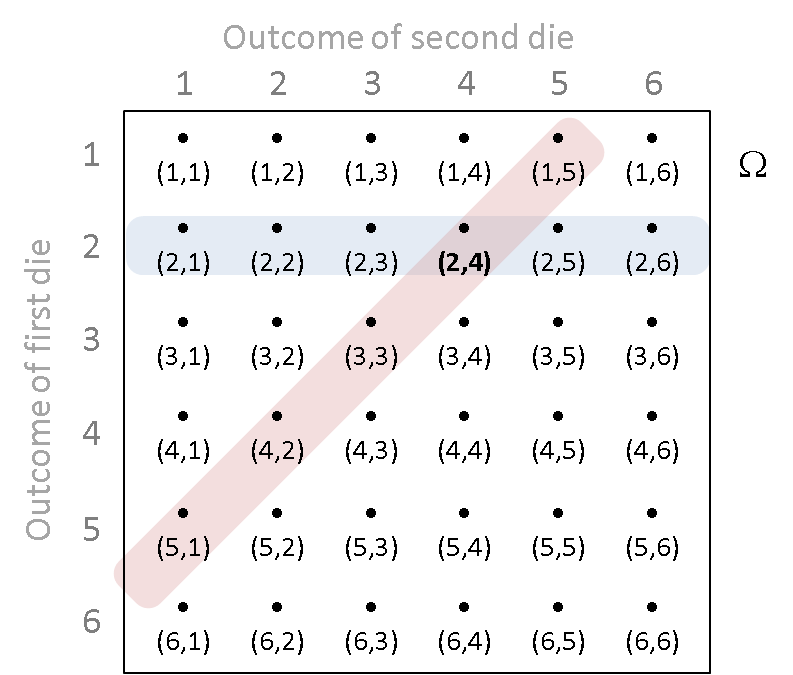 Outcome of second die
1 2 3 4 5 6
Outcome of first die
Ω
1 (1,1) (1,2) (1,3) (1,4) (1,5) (1,6)
2 (2,1) (2,2) (2,3) (2,4) (2,5) (2,6)
3 (3,1) (3,2) (3,3) (3,4) (3,5) (3,6)
4 (4,1) (4,2) (4,3) (4,4) (4,5) (4,6)
5 (5,1) (5,2) (5,3) (5,4) (5,5) (5,6)
6 (6,1) (6,2) (6,3) (6,4) (6,5) (6,6)